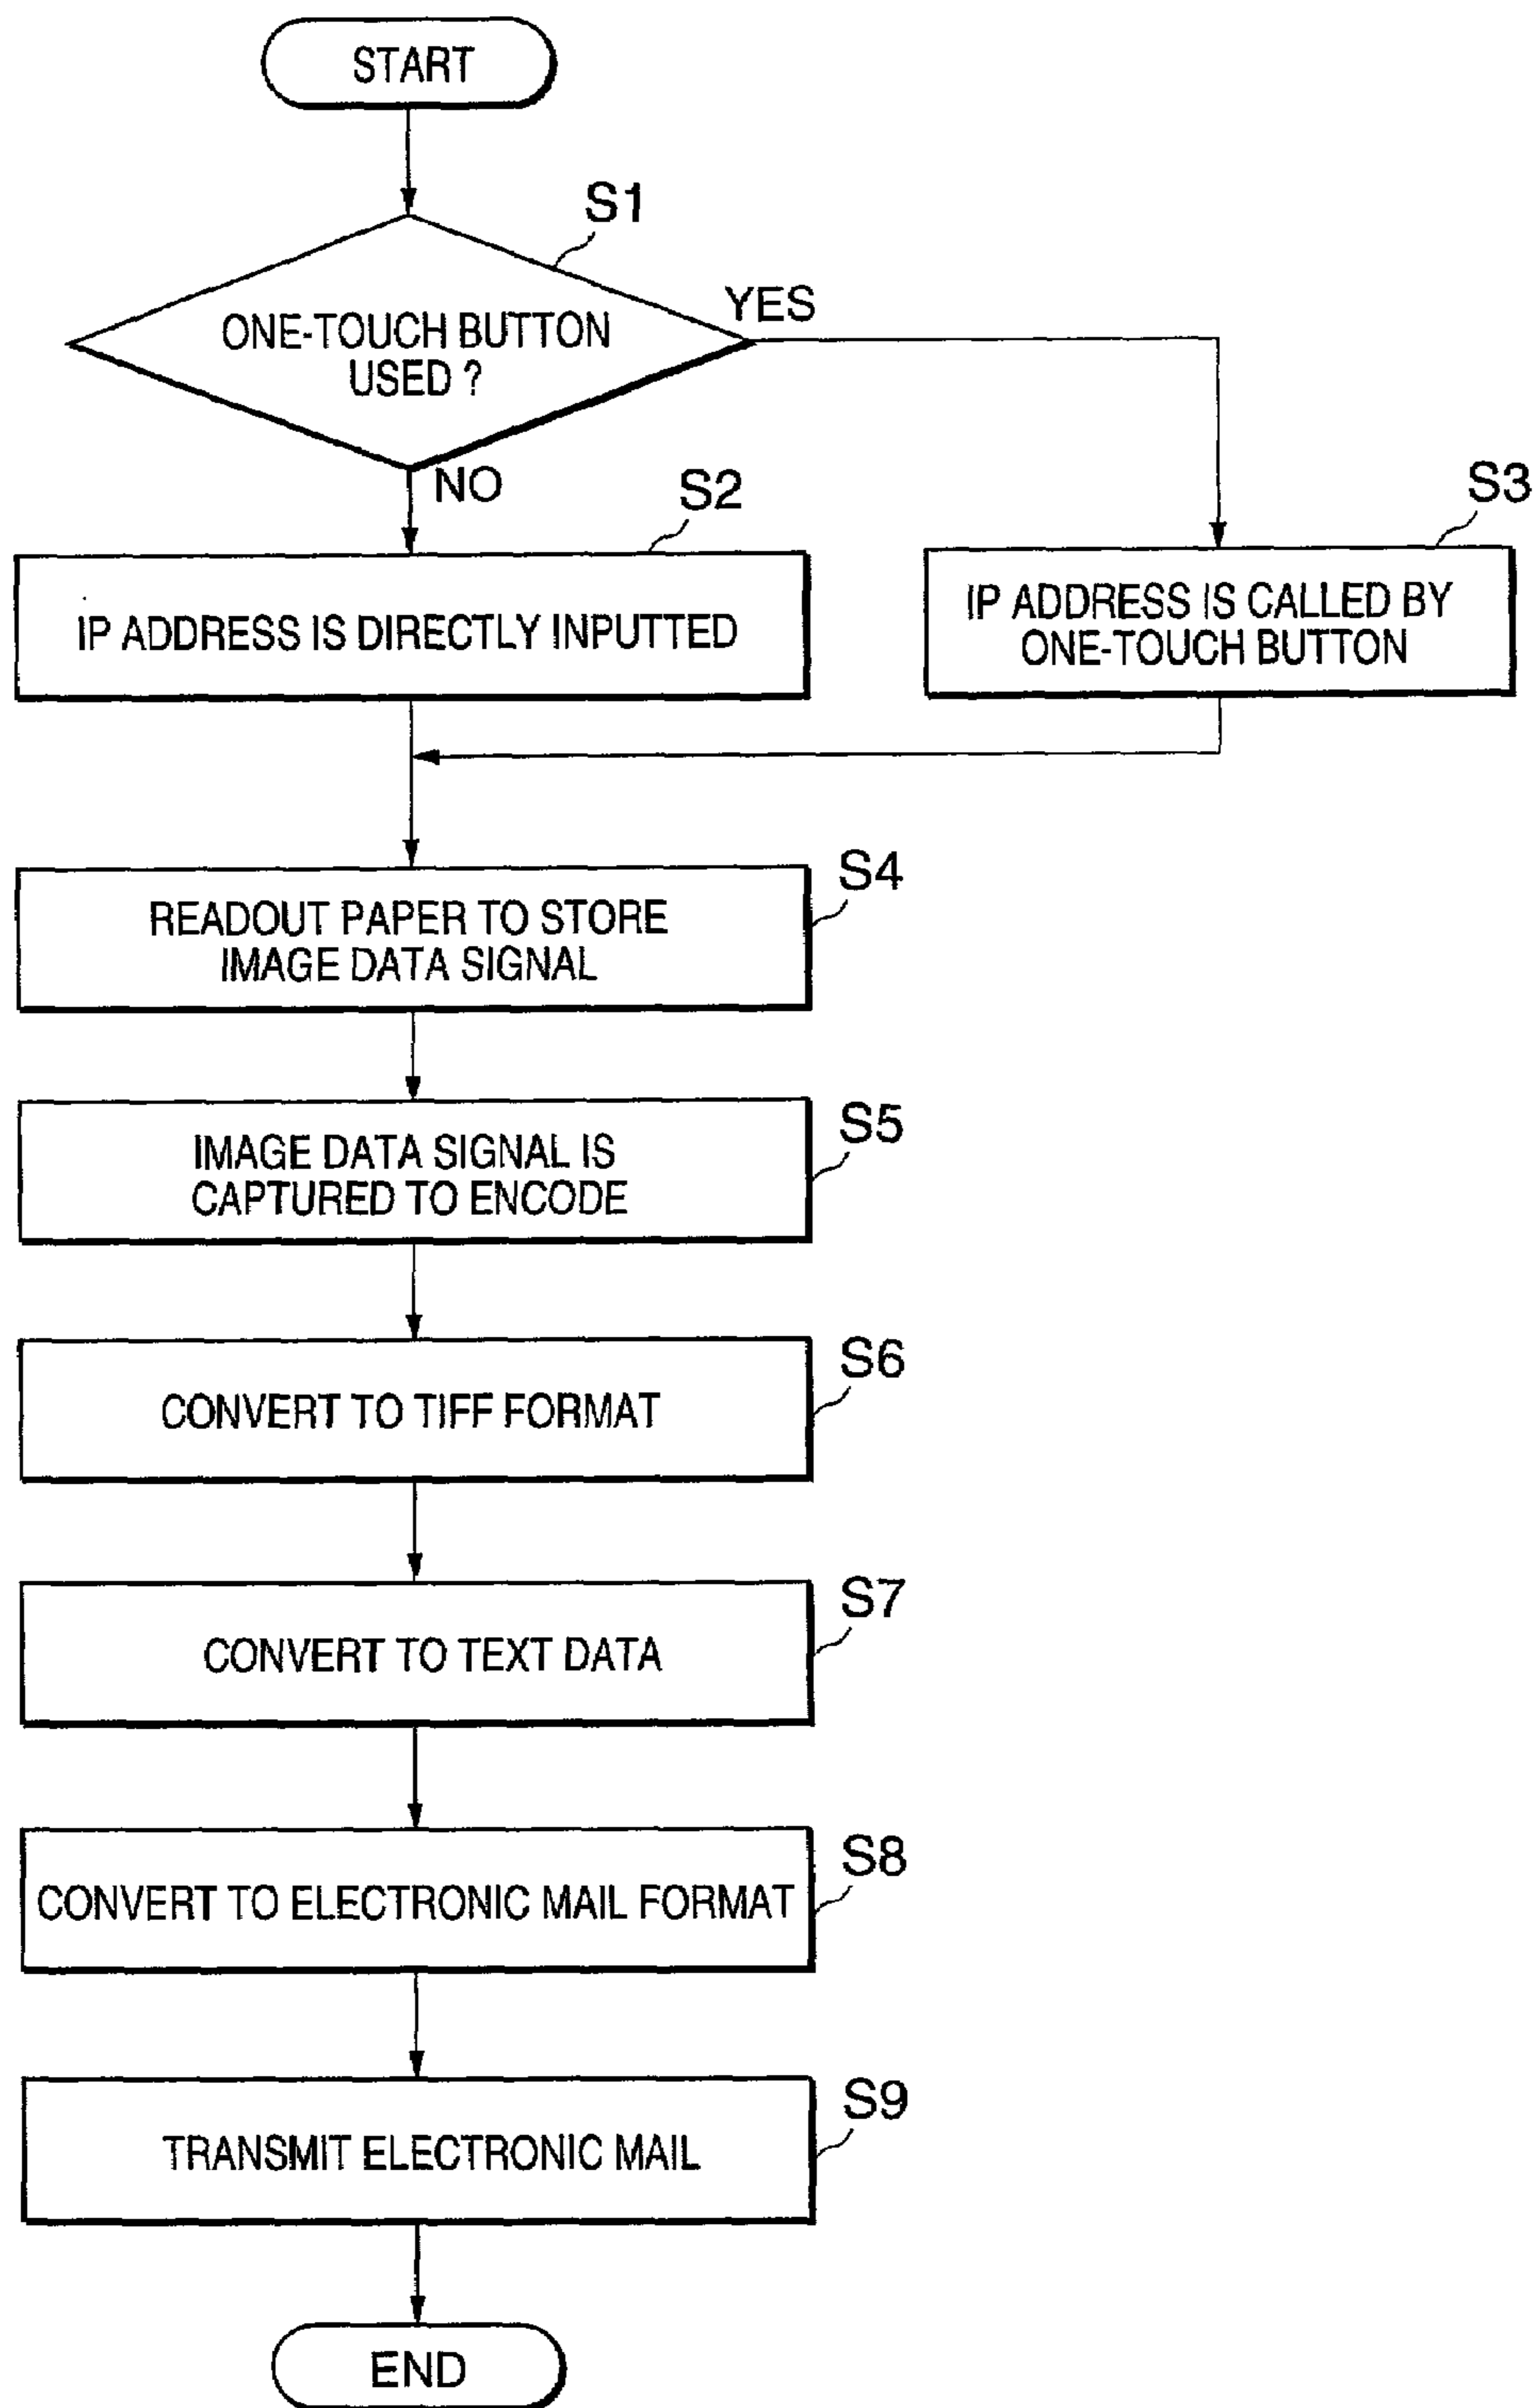 START
S1
ONE-TOUCH BUTTON
USED ?
YES
NO
S2
IP ADDRESS IS DIRECTLY INPUTTED
S3
IP ADDRESS IS CALLED BY
ONE-TOUCH BUTTON
S4
READOUT PAPER TO STORE
IMAGE DATA SIGNAL
S5
IMAGE DATA SIGNAL IS
CAPTURED TO ENCODE
S6
CONVERT TO TIFF FORMAT
S7
CONVERT TO TEXT DATA
S8
CONVERT TO ELECTRONIC MAIL FORMAT
S9
TRANSMIT ELECTRONIC MAIL
END